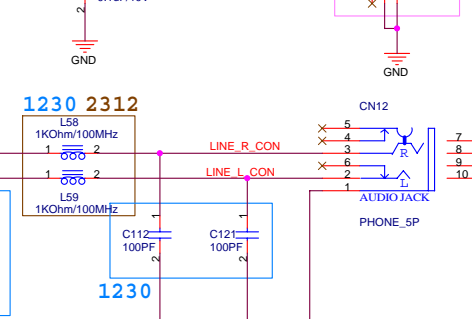 2
GND
GND
1230 2312
L58
1KOhm/100MHz
1 2
1 2
L59
1KOhm/100MHz
LINE_R_CON
LINE_L_CON
CN12
5
4
3
6
2
1
R
L
7
8
9
10
AUDIO JACK
PHONE_5P
1
C112
100PF
2
1
C121
100PF
2
1230